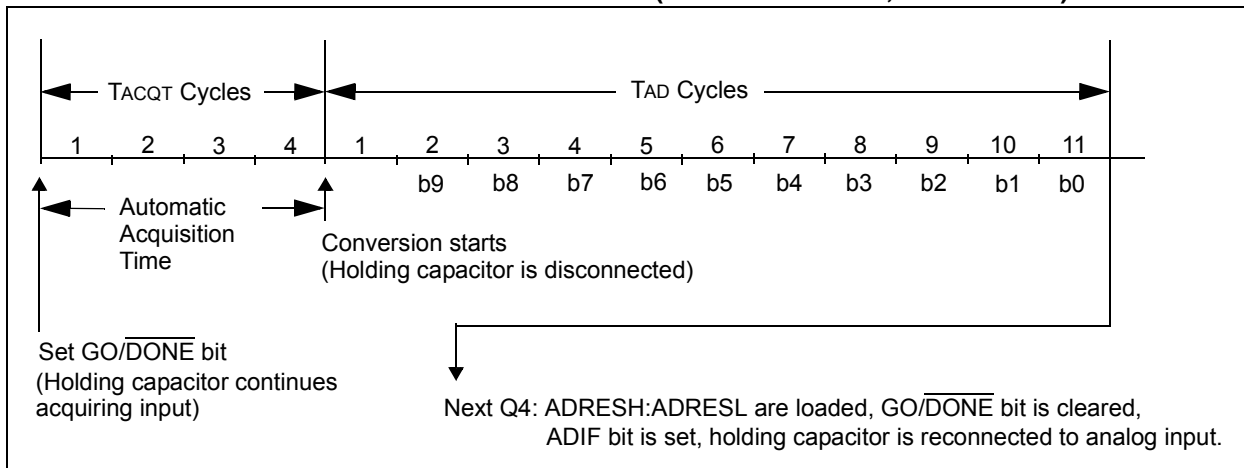 TACQT Cycles
TAD Cycles
1 2 3 4 1 2 3 4 5 6 7 8 9 10 11
b9 b8 b7 b6 b5 b4 b3 b2 b1 b0
Automatic
Acquisition
Time
Conversion starts
(Holding capacitor is disconnected)
Set GO/DONE bit
(Holding capacitor continues
acquiring input)
Next Q4: ADRESH:ADRESL are loaded, GO/DONE bit is cleared,
ADIF bit is set, holding capacitor is reconnected to analog input.